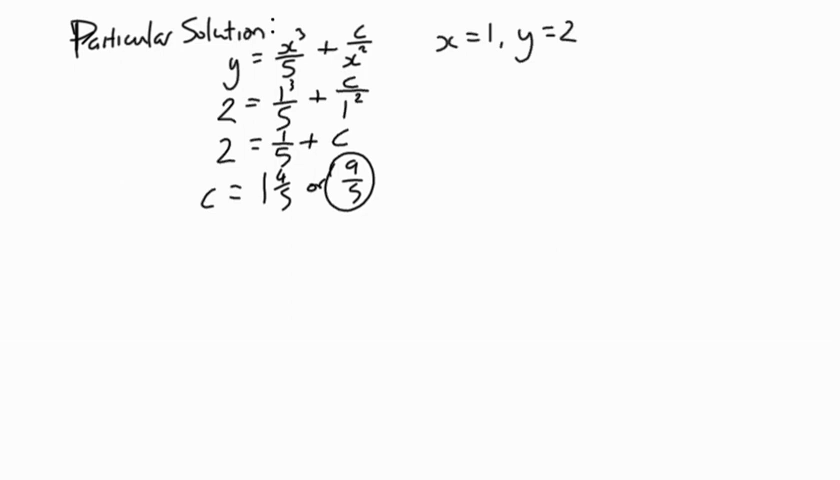 Particular Solution:
x = 1, y = 2
y = x³/5 + c/x²
2 = 1³/5 + c/1²
2 = 1/5 + c
c = 1 4/5 or 9/5